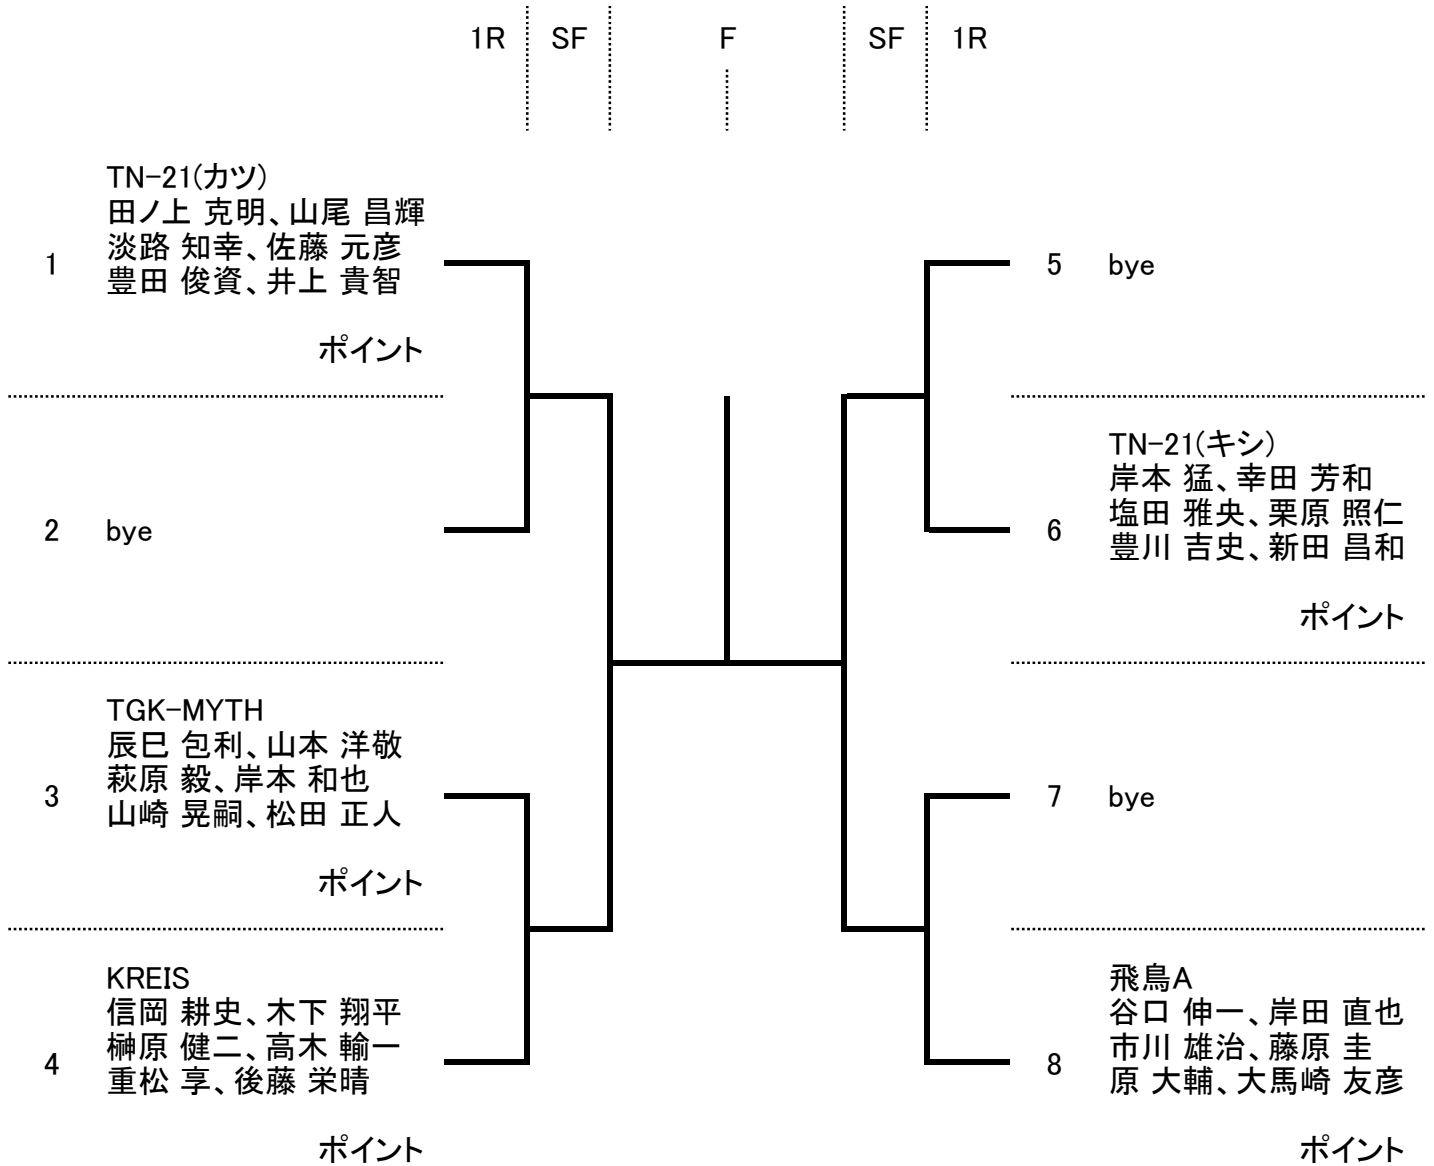 1R SF F SF 1R
TN-21(カツ)
田ノ上 克明、山尾 昌輝
淡路 知幸、佐藤 元彦
1
豊田 俊資、井上 貴智
ポイント
2 bye
TGK-MYTH
辰巳 包利、山本 洋敬
萩原 毅、岸本 和也
3
山崎 晃嗣、松田 正人
ポイント
KREIS
信岡 耕史、木下 翔平
榊原 健二、高木 輸一
4
重松 享、後藤 栄晴
ポイント
5 bye
TN-21(キシ)
岸本 猛、幸田 芳和
塩田 雅央、栗原 照仁
6
豊川 吉史、新田 昌和
ポイント
7 bye
飛鳥A
谷口 伸一、岸田 直也
市川 雄治、藤原 圭
8
原 大輔、大馬崎 友彦
ポイント